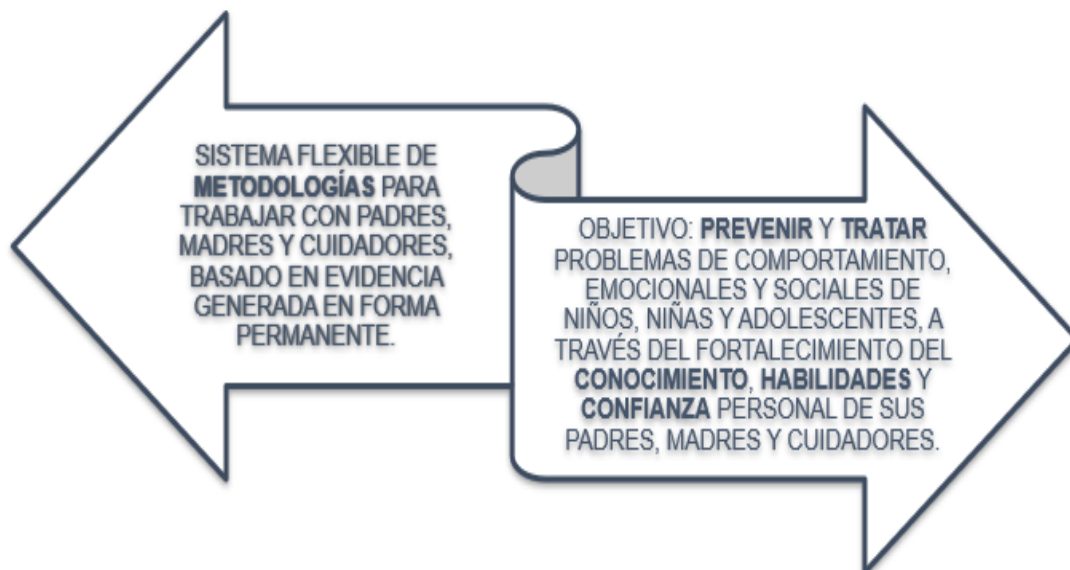 SISTEMA FLEXIBLE DE
METODOLOGÍAS PARA
TRABAJAR CON PADRES,
MADRES Y CUIDADORES,
BASADO EN EVIDENCIA
GENERADA EN FORMA
PERMANENTE.
OBJETIVO: PREVENIR Y TRATAR
PROBLEMAS DE COMPORTAMIENTO,
EMOCIONALES Y SOCIALES DE
NIÑOS, NIÑAS Y ADOLESCENTES, A
TRAVÉS DEL FORTALECIMIENTO DEL
CONOCIMIENTO, HABILIDADES Y
CONFIANZA PERSONAL DE SUS
PADRES, MADRES Y CUIDADORES.